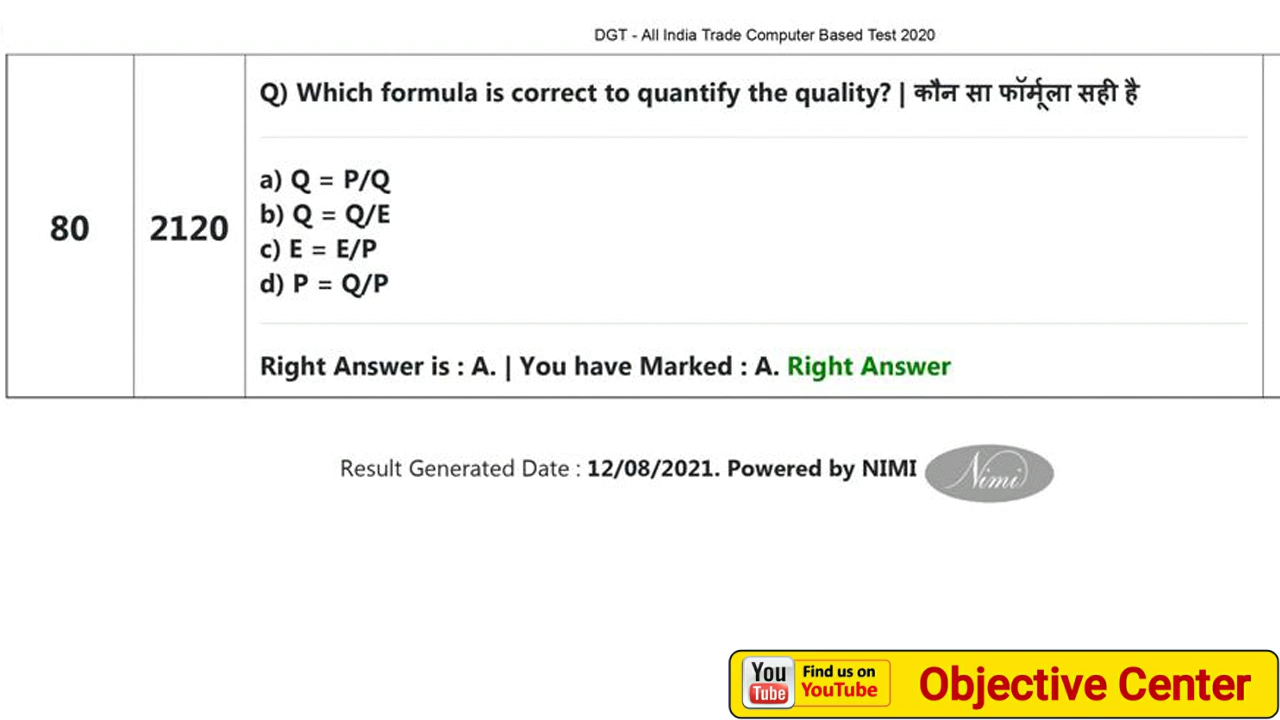 DGT - All India Trade Computer Based Test 2020
80
2120
Q) Which formula is correct to quantify the quality? | कौन सा फॉर्मूला सही है
a) Q = P/Q
b) Q = Q/E
c) E = E/P
d) P = Q/P
Right Answer is : A. | You have Marked : A. Right Answer
Result Generated Date : 12/08/2021. Powered by NIMI
Nimi
You Tube
Find us on
YouTube
Objective Center